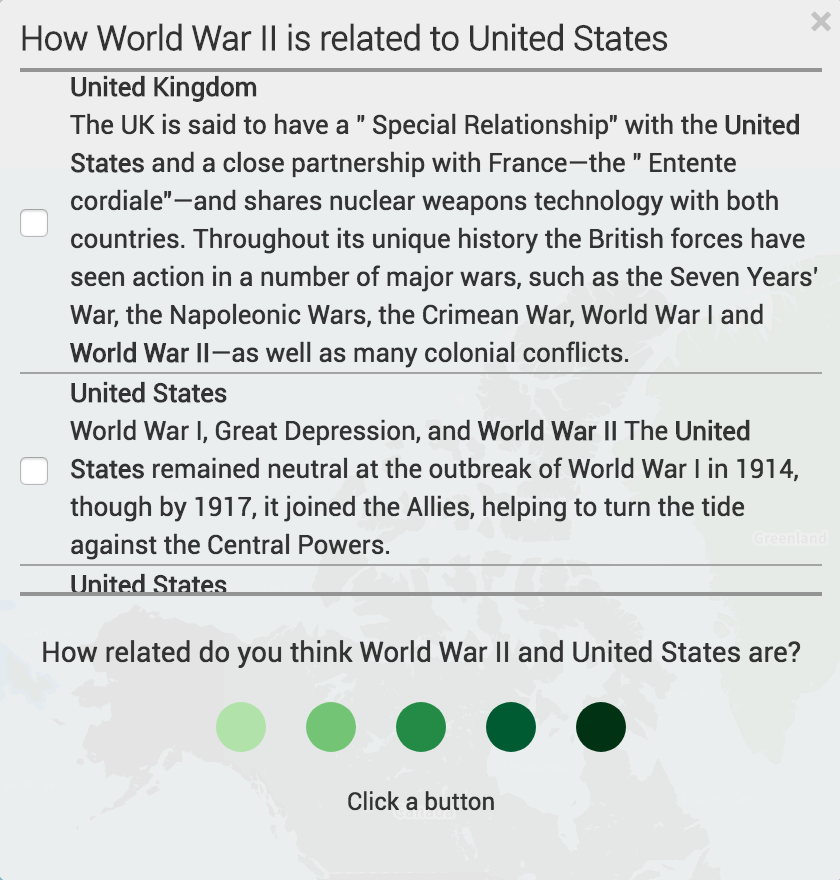 How World War II is related to United States
×
United Kingdom
The UK is said to have a " Special Relationship" with the United
States and a close partnership with France—the " Entente
cordiale"—and shares nuclear weapons technology with both
countries. Throughout its unique history the British forces have
seen action in a number of major wars, such as the Seven Years'
War, the Napoleonic Wars, the Crimean War, World War I and
World War II—as well as many colonial conflicts.
United States
World War I, Great Depression, and World War II The United
States remained neutral at the outbreak of World War I in 1914,
though by 1917, it joined the Allies, helping to turn the tide
against the Central Powers.
Greenland
United States
How related do you think World War II and United States are?
Click a button
Canada